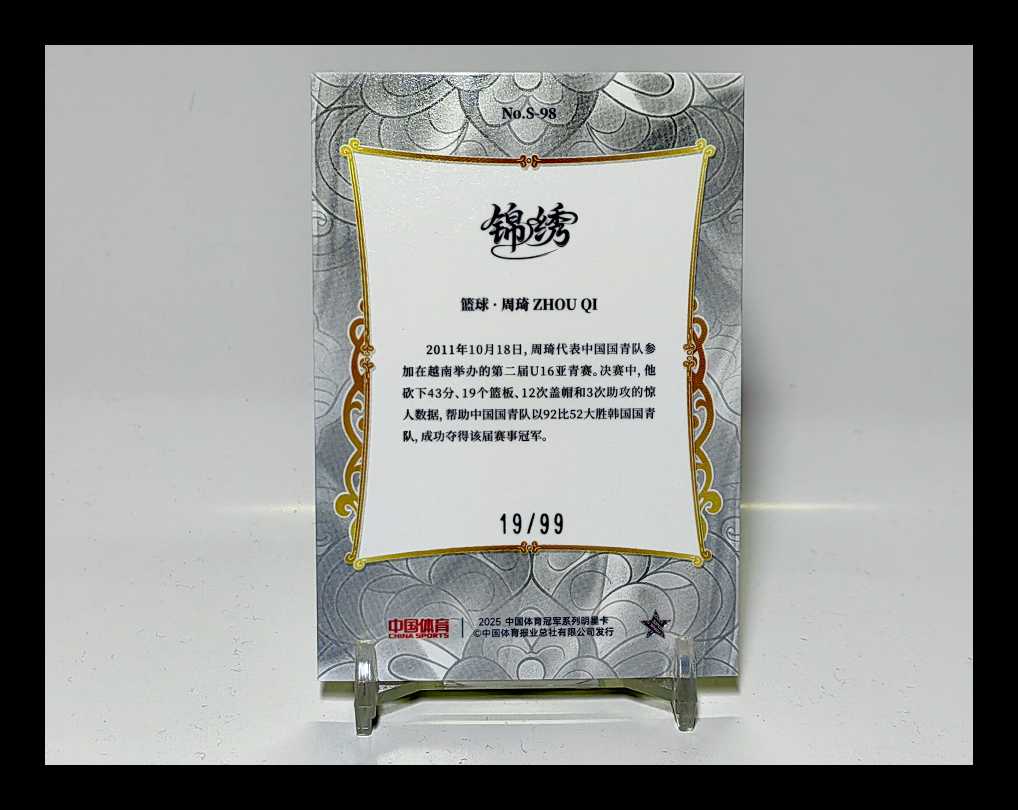 No.S-98
锦绣
篮球·周琦 ZHOU QI
2011年10月18日, 周琦代表中国国青队参
加在越南举办的第二届U16亚青赛。决赛中, 他
砍下43分、19个篮板、12次盖帽和3次助攻的惊
人数据, 帮助中国国青队以92比52大胜韩国国青
队, 成功夺得该届赛事冠军。
19/99
中国体育
CHINA SPORTS
2025 中国体育冠军系列明星卡
©中国体育报业总社有限公司发行